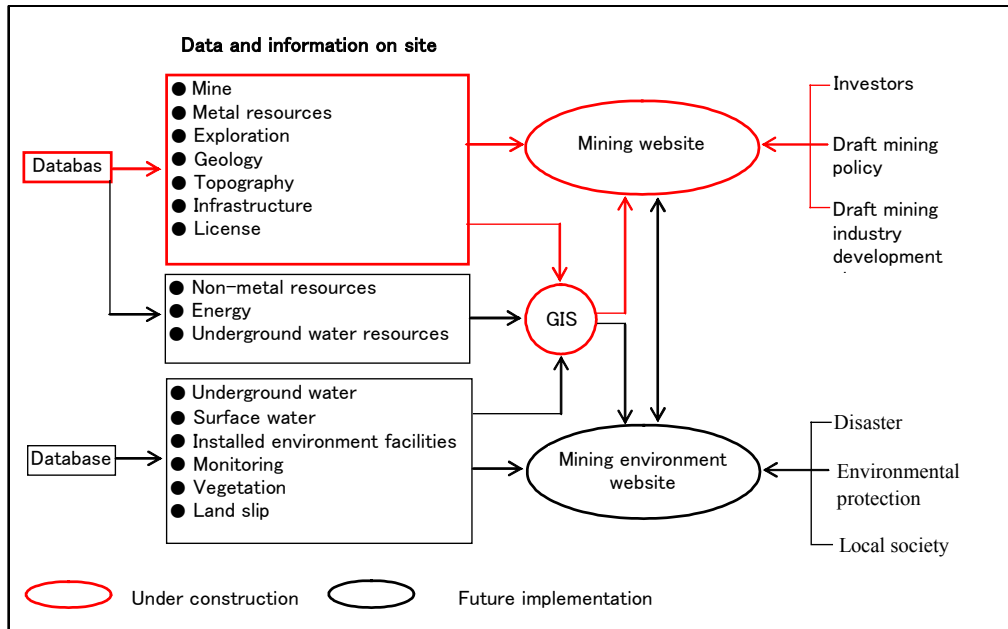 Data and information on site
Databas
● Mine
● Metal resources
● Exploration
● Geology
● Topography
● Infrastructure
● License
● Non-metal resources
● Energy
● Underground water resources
Database
● Underground water
● Surface water
● Installed environment facilities
● Monitoring
● Vegetation
● Land slip
GIS
Mining website
Mining environment
website
Investors
Draft mining
policy
Draft mining
industry
development
Disaster
Environmental
protection
Local society
Under construction
Future implementation